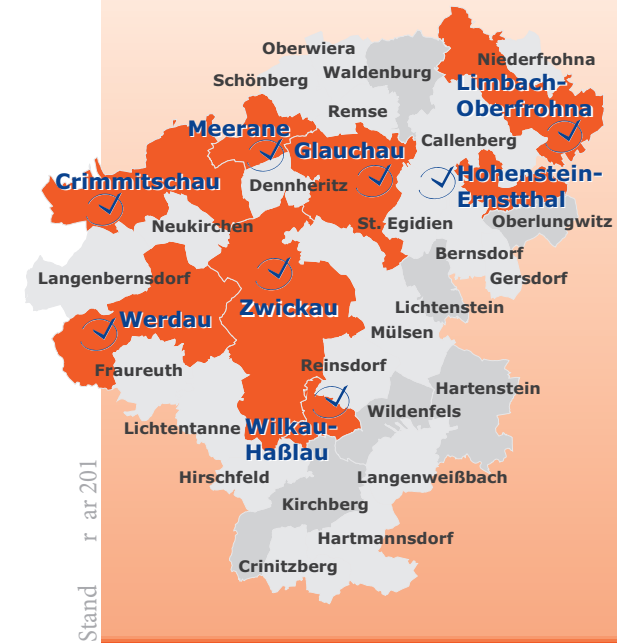 Oberwiera
Niederfrohna
Waldenburg
Schönberg
Limbach-
Oberfrohna
Remse
Meerane
Callenberg
Glauchau
Crimmitschau
Dennheritz
Hohenstein-
Ernstthal
Neukirchen
St. Egidien
Oberlungwitz
Bernsdorf
Langenbernsdorf
Gersdorf
Zwickau
Lichtenstein
Werdau
Mülsen
Fraureuth
Reinsdorf
Hartenstein
Wildenfels
Lichtentanne
Wilkau-
Haßlau
Hirschfeld
Langenweißbach
Kirchberg
Hartmannsdorf
Crinitzberg
Stand r ar 201